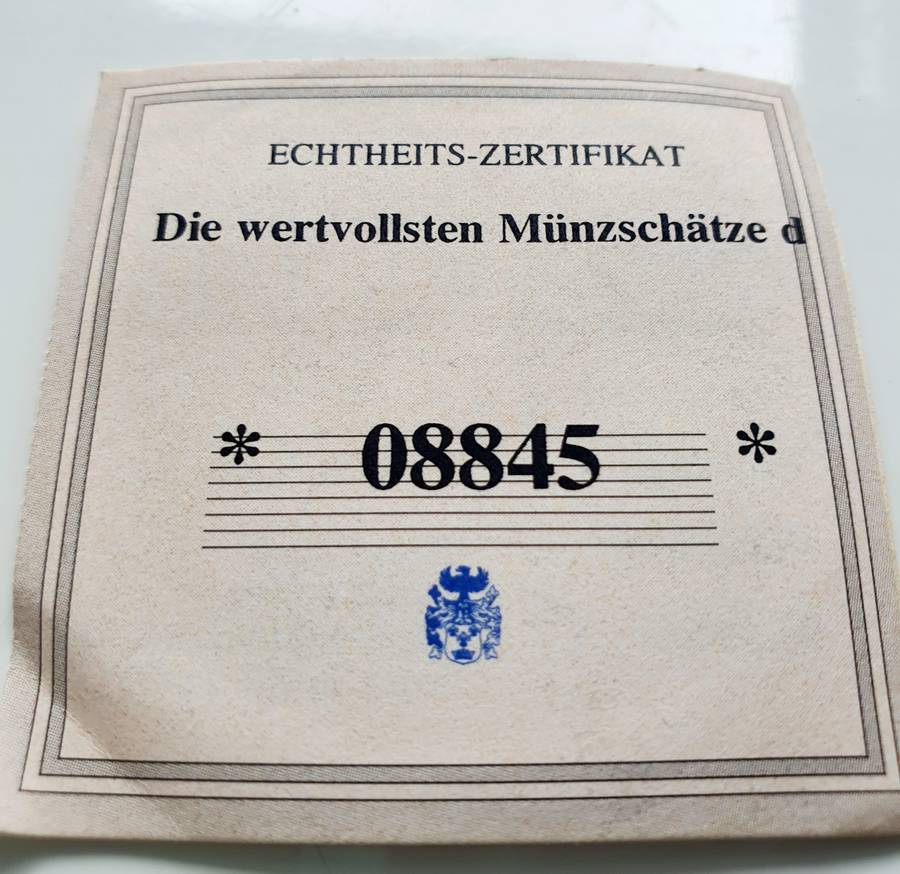 ECHTHEITS-ZERTIFIKAT
Die wertvollsten Münzschätze d
* 08845 *